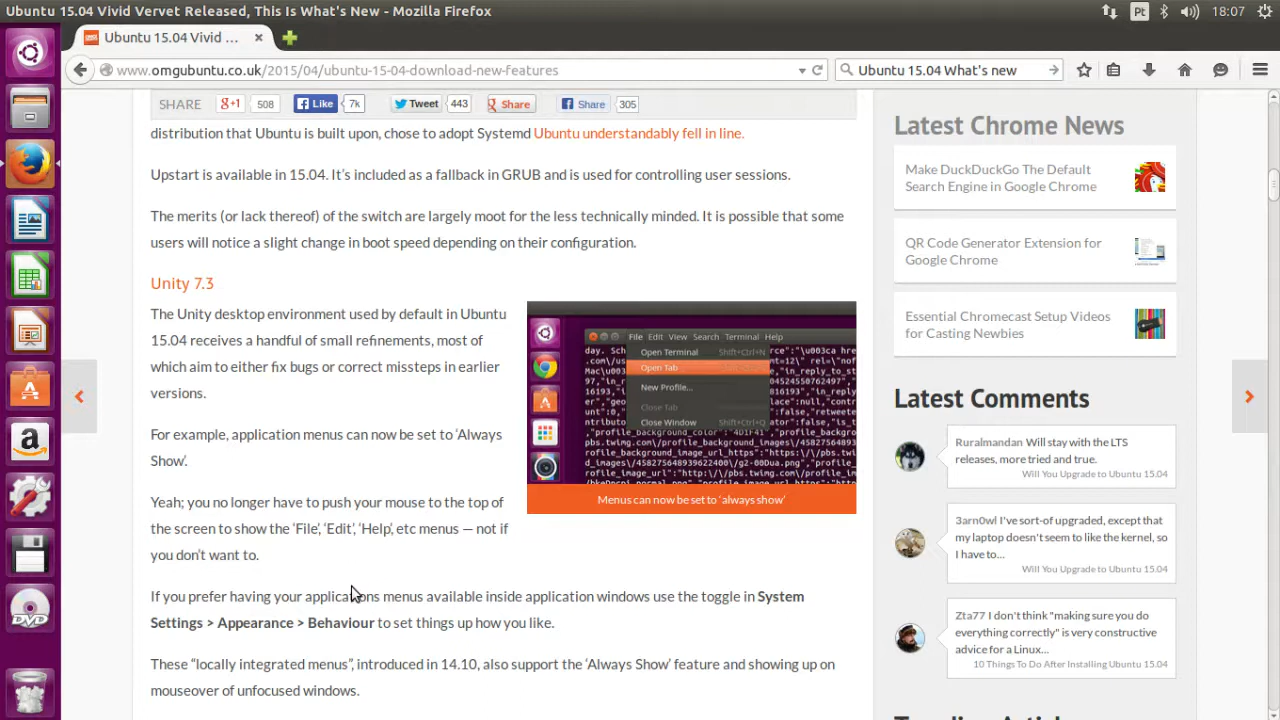 Ubuntu 15.04 Vivid Vervet Released, This Is What's New - Mozilla Firefox
Pt
18:07
Ubuntu 15.04 Vivid ...
www.omgubuntu.co.uk/2015/04/ubuntu-15-04-download-new-features
Ubuntu 15.04 What's new
SHARE
+1
508
Like
7k
Tweet
443
Share
Share
305
distribution that Ubuntu is built upon, chose to adopt Systemd Ubuntu understandably fell in line.
Upstart is available in 15.04. It's included as a fallback in GRUB and is used for controlling user sessions.
The merits (or lack thereof) of the switch are largely moot for the less technically minded. It is possible that some
users will notice a slight change in boot speed depending on their configuration.
Unity 7.3
The Unity desktop environment used by default in Ubuntu
15.04 receives a handful of small refinements, most of
which aim to either fix bugs or correct missteps in earlier
versions.
For example, application menus can now be set to ‘Always
Show’.
Yeah; you no longer have to push your mouse to the top of
the screen to show the ‘File’, ‘Edit’, ‘Help’, etc menus — not if
you don’t want to.
File Edit View Search Terminal Help
Open Terminal Shift+Ctrl+N
Open Tab
New Profile...
Close Tab
Close Window Shift+Ctrl+Q
Menus can now be set to ‘always show’
If you prefer having your applications menus available inside application windows use the toggle in System
Settings > Appearance > Behaviour to set things up how you like.
These “locally integrated menus”, introduced in 14.10, also support the ‘Always Show’ feature and showing up on
mouseover of unfocused windows.
Latest Chrome News
Make DuckDuckGo The Default
Search Engine in Google Chrome
QR Code Generator Extension for
Google Chrome
Essential Chromecast Setup Videos
for Casting Newbies
Latest Comments
Ruralmandan Will stay with the LTS
releases, more tried and true.
Will You Upgrade to Ubuntu 15.04
3arn0wl I've sort-of upgraded, except that
my laptop doesn't seem to like the kernel, so
I have to...
Will You Upgrade to Ubuntu 15.04
Zta77 I don't think "making sure you do
everything correctly" is very constructive
advice for a Linux...
10 Things To Do After Installing Ubuntu 15.04
DVD